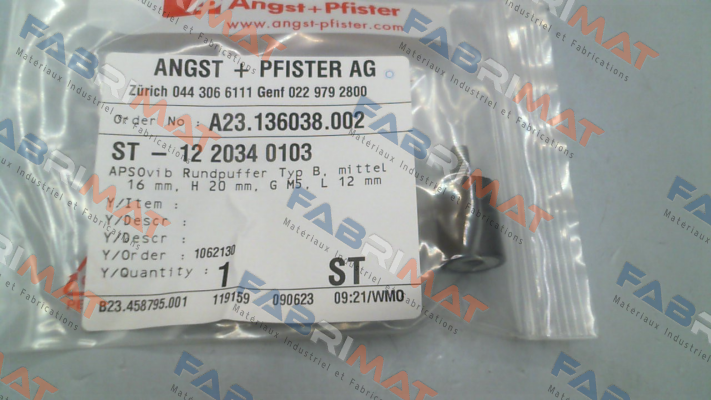 Angst+Pfister
www.angst-pfister.com
ANGST + PFISTER AG
Zürich 044 306 6111 Genf 022 979 2800
Order No : A23.136038.002
ST - 12 2034 0103
APSOvib Rundpuffer Typ B, mittel
16 mm, H 20 mm, G M5, L 12 mm
Y/Item :
Y/Descr :
Y/Descr :
Y/Order : 1062130
Y/Quantity : 1 ST
B23.458795.001 119159 090623 09:21/WMO
PE
FABRIMAT
Materiaux Industriel et Fabrications